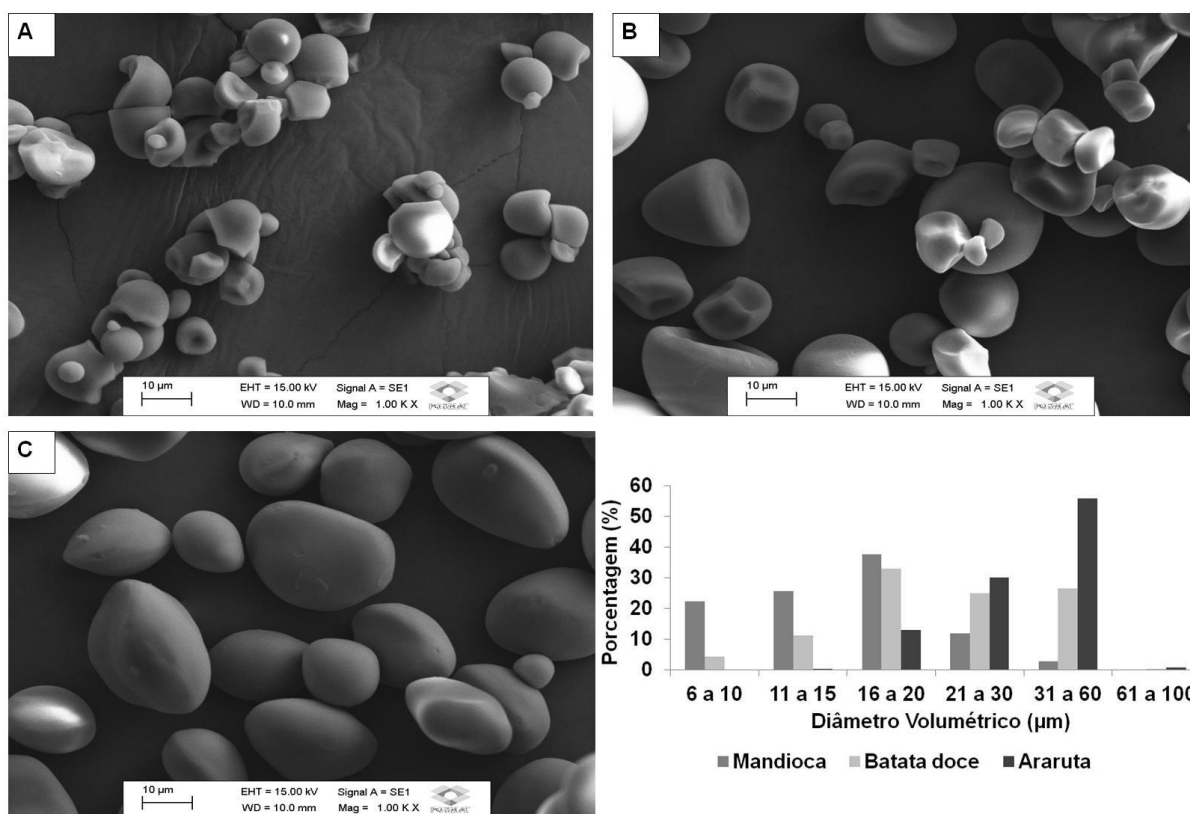 A
10 µm
EHT = 15.00 kV
Signal A = SE1
WD = 10.0 mm
Mag = 1.00 K X
B
10 µm
EHT = 15.00 kV
Signal A = SE1
WD = 10.0 mm
Mag = 1.00 K X
C
10 µm
EHT = 15.00 kV
Signal A = SE1
WD = 10.0 mm
Mag = 1.00 K X
Porcentagem (%)
60
50
40
30
20
10
0
6 a 10 11 a 15 16 a 20 21 a 30 31 a 60 61 a 100
Diâmetro Volumétrico (µm)
Mandioca Batata doce Araruta